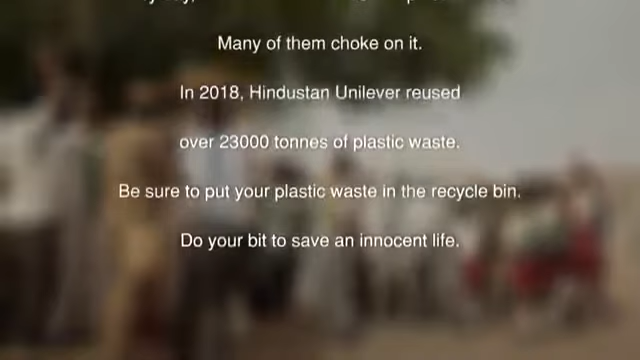 Many of them choke on it.
In 2018, Hindustan Unilever reused
over 23000 tonnes of plastic waste.
Be sure to put your plastic waste in the recycle bin.
Do your bit to save an innocent life.